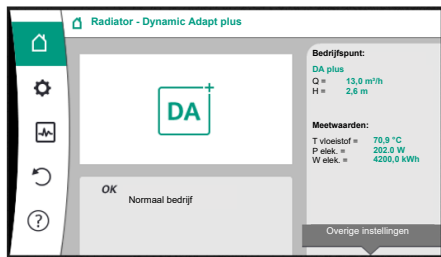 Radiator - Dynamic Adapt plus
DA+
OK
Normaal bedrijf
Bedrijfspunt:
DA plus
Q = 13,0 m³/h
H = 2,6 m
Meetwaarden:
T vloeistof = 70,9 °C
P elek. = 202.0 W
W elek. = 4200,0 kWh
Overige instellingen
?